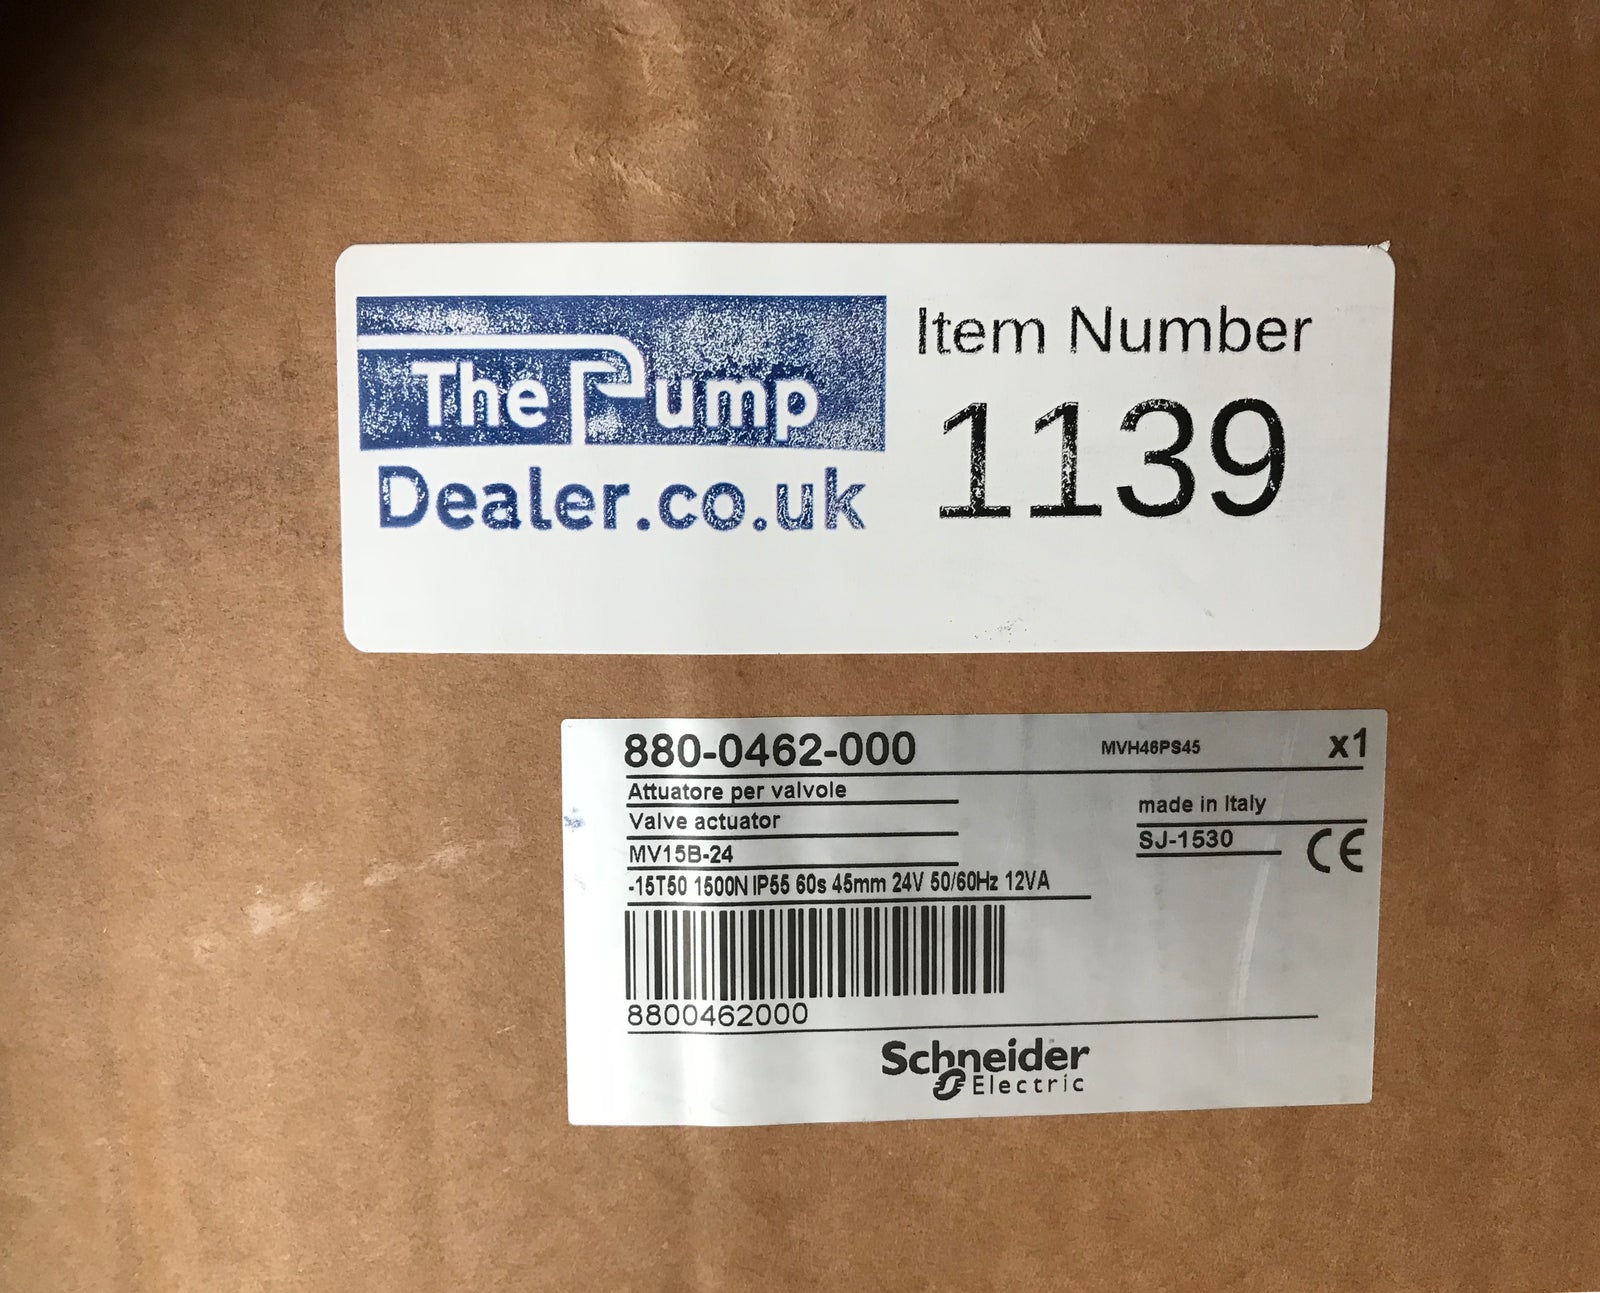 The Pump
Dealer.co.uk
Item Number
1139
880-0462-000 MVH46PS45 x1
Attuatore per valvole
Valve actuator
MV15B-24
-15T50 1500N IP55 60s 45mm 24V 50/60Hz 12VA
made in Italy
SJ-1530
CE
8800462000
Schneider
Electric